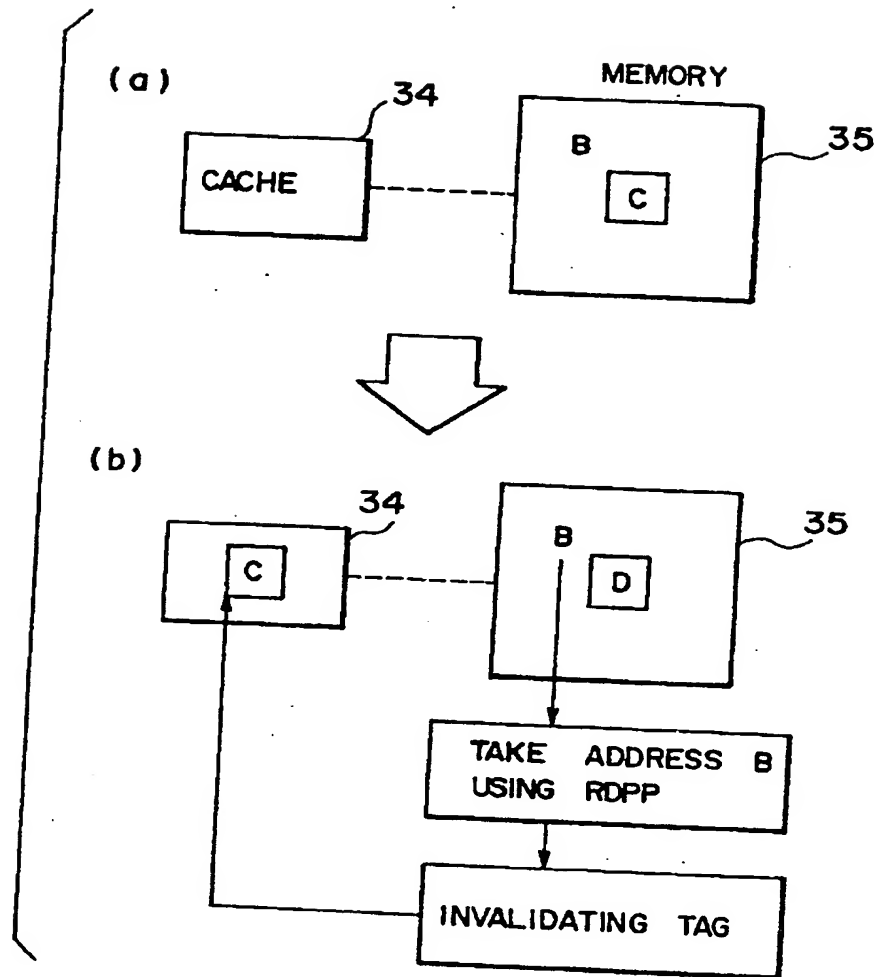 (a)
34
MEMORY
35
CACHE
B
C
(b)
34
35
C
B
D
TAKE ADDRESS B
USING RDPP
INVALIDATING TAG